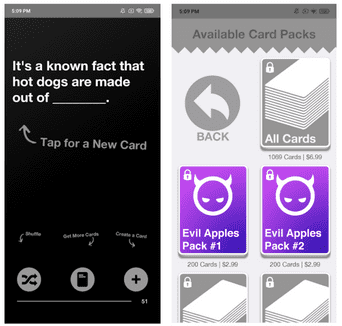 5:09 PM
It's a known fact that
hot dogs are made
out of ________.
Tap for a New Card
Shuffle
Get More Cards
Create a Card
51
5:09 PM
Available Card Packs
BACK
All Cards
1069 Cards | $6.99
Evil Apples
Pack #1
200 Cards | $2.99
Evil Apples
Pack #2
200 Cards | $2.99